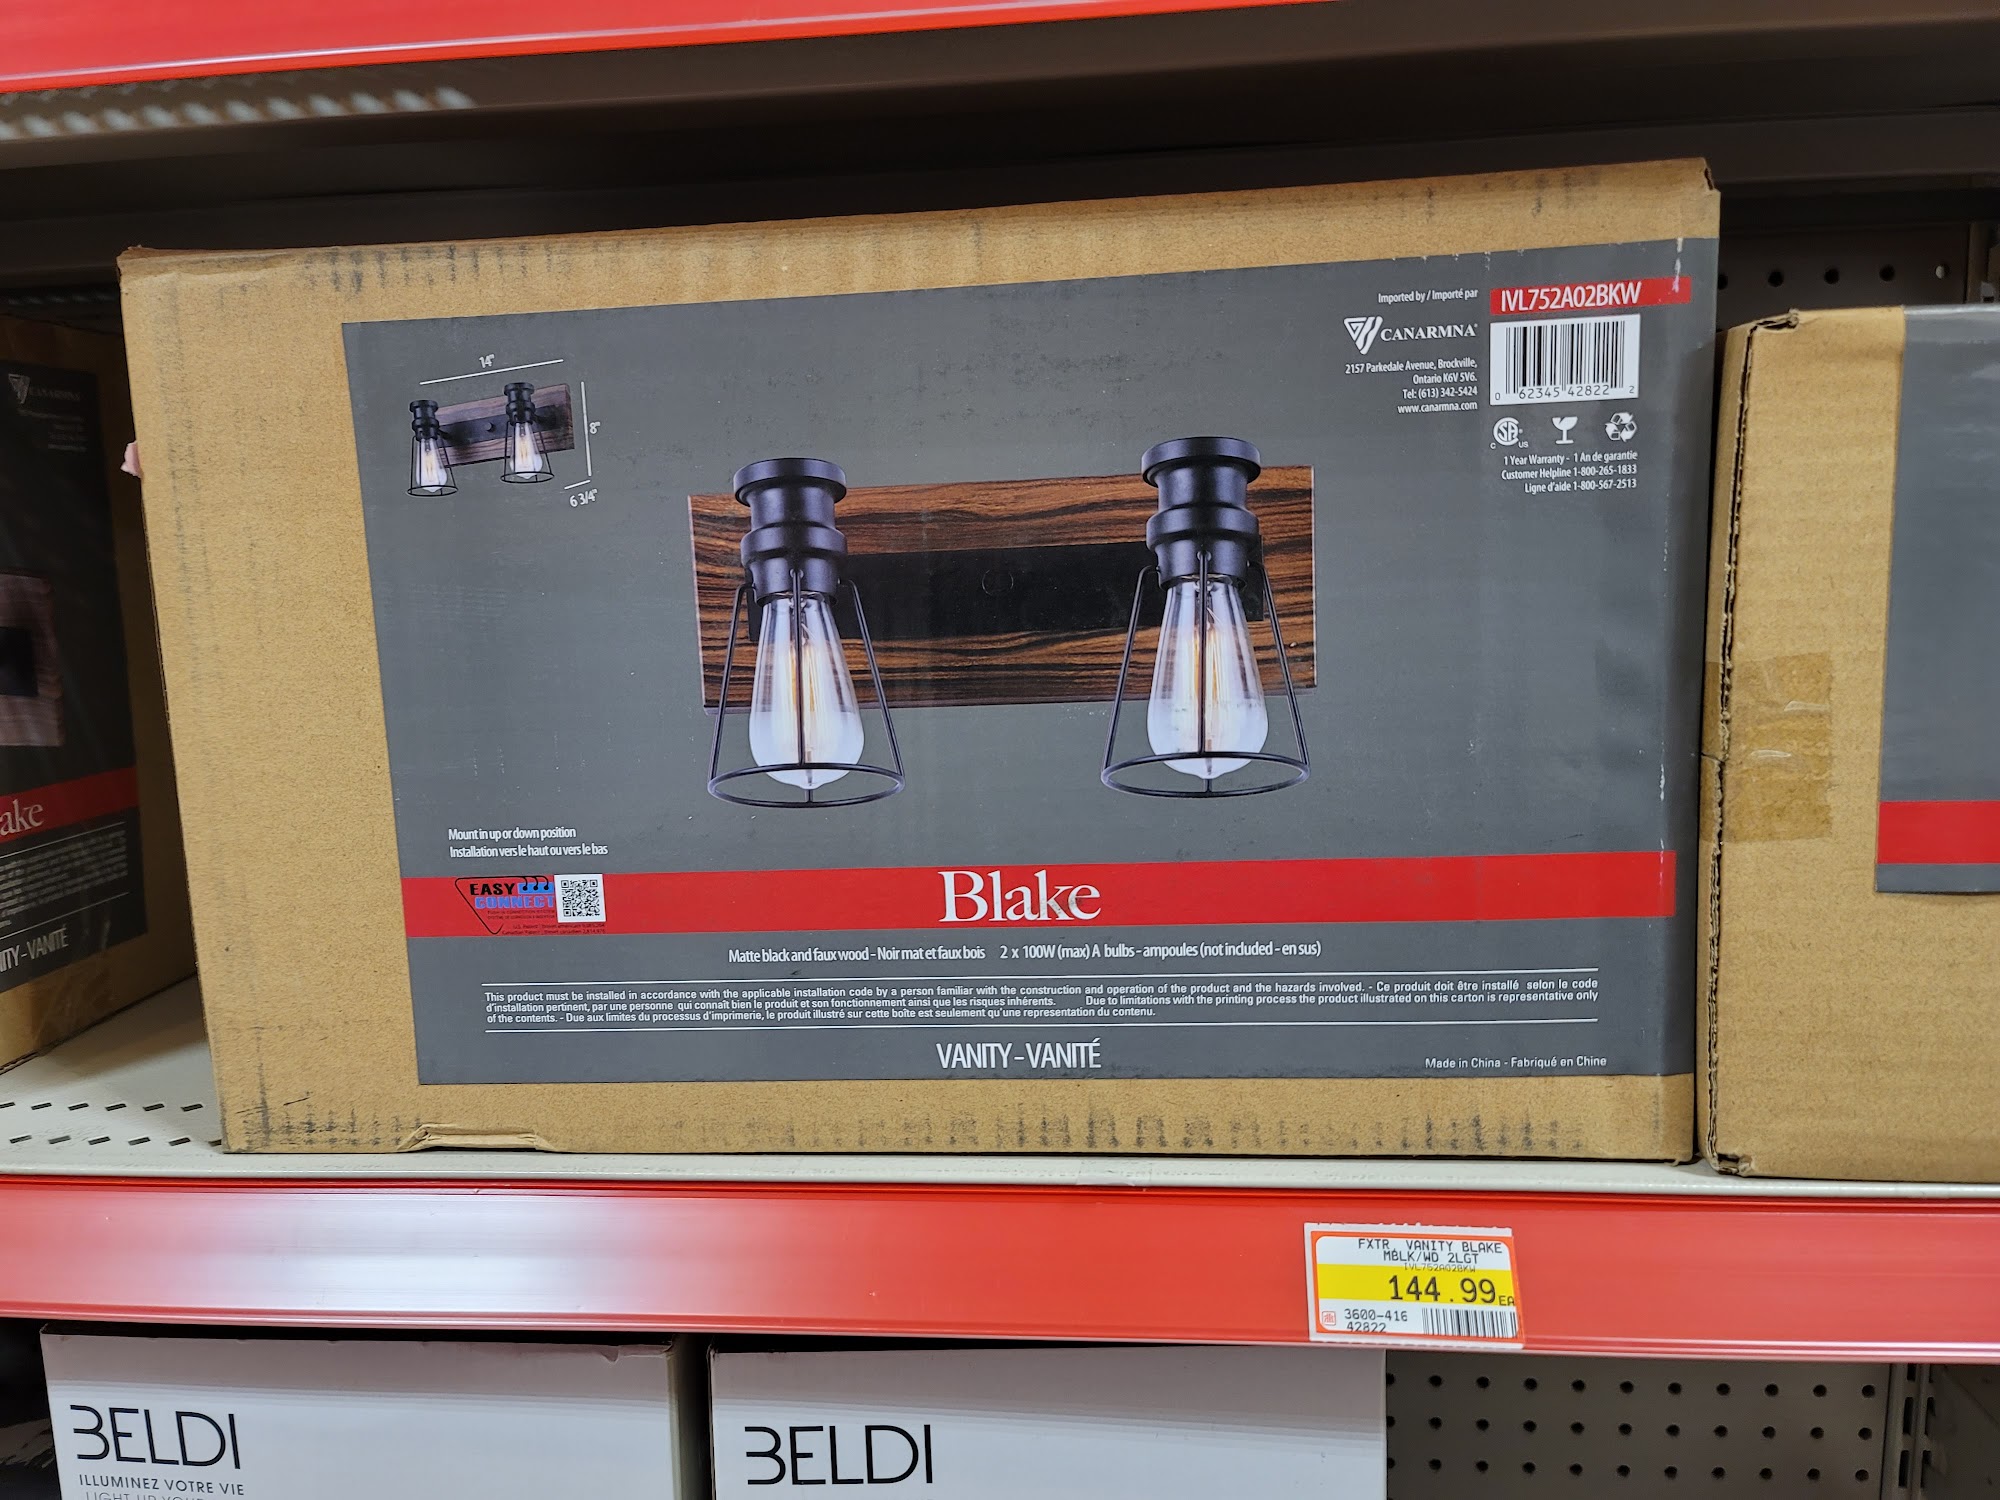 Imported by / Importé par
IVL752A02BKW
CANARMNA
2157 Parkedale Avenue, Brockville,
Ontario K6V 5V6.
Tel: (613) 342-5424
www.canarmna.com
0 62345 42822 2
C US
1 Year Warranty - 1 An de garantie
Customer Helpline 1-800-265-1833
Ligne d'aide 1-800-567-2513
14"
8"
6 3/4"
Mount in up or down position
Installation vers le haut ou vers le bas
EASY
CONNECT
Blake
Matte black and faux wood - Noir mat et faux bois 2 x 100W (max) A bulbs - ampoules (not included - en sus)
This product must be installed in accordance with the applicable installation code by a person familiar with the construction and operation of the product and the hazards involved. - Ce produit doit être installé selon le code
d'installation pertinent, par une personne qui connaît bien le produit et son fonctionnement ainsi que les risques inhérents. Due to limitations with the printing process the product illustrated on this carton is representative only
of the contents. - Due aux limites du processus d'imprimerie, le produit illustré sur cette boîte est seulement qu'une representation du contenu.
VANITY - VANITÉ
Made in China - Fabriqué en Chine
CANARMNA
ake
ITY - VANITÉ
FXTR, VANITY BLAKE
MBLK/WD 2LGT
IVL752A02BKW
144.99 EA
3600-416
42822
BELDI
ILLUMINEZ VOTRE VIE
BELDI